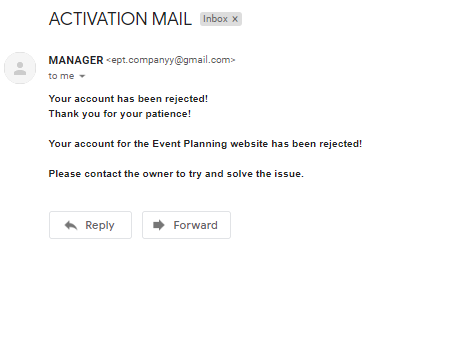 ACTIVATION MAIL Inbox x
MANAGER <ept.companyy@gmail.com>
to me
Your account has been rejected!
Thank you for your patience!
Your account for the Event Planning website has been rejected!
Please contact the owner to try and solve the issue.
Reply Forward